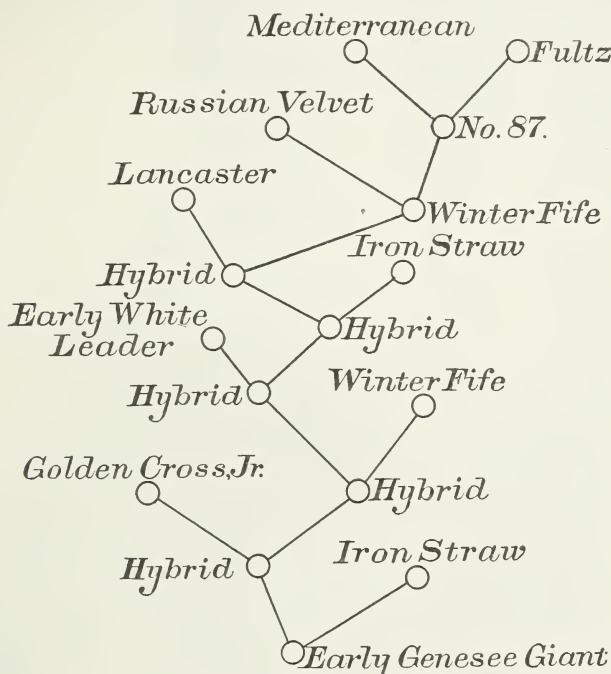 Mediterranean
Fultz
No. 87.
Russian Velvet
Lancaster
Winter Fife
Iron Straw
Hybrid
Hybrid
Early White
Leader
Hybrid
Winter Fife
Golden Cross, Jr.
Hybrid
Hybrid
Iron Straw
Early Genesee Giant